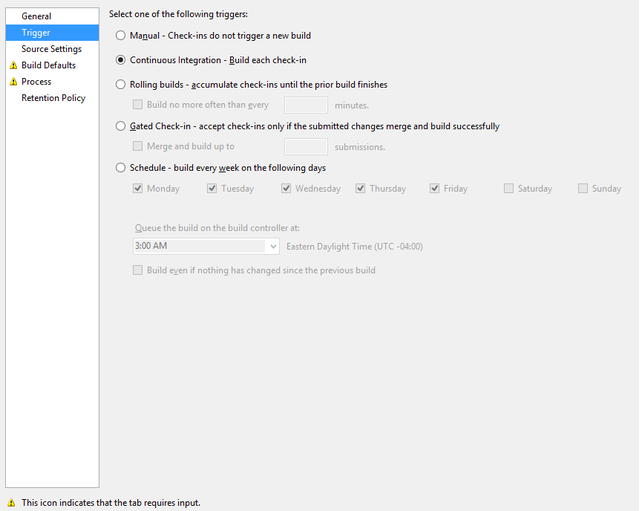 General
Trigger
Source Settings
Build Defaults
Process
Retention Policy
Select one of the following triggers:
Manual - Check-ins do not trigger a new build
Continuous Integration - Build each check-in
Rolling builds - accumulate check-ins until the prior build finishes
Build no more often than every minutes.
Gated Check-in - accept check-ins only if the submitted changes merge and build successfully
Merge and build up to submissions.
Schedule - build every week on the following days
Monday Tuesday Wednesday Thursday Friday Saturday Sunday
Queue the build on the build controller at:
3:00 AM Eastern Daylight Time (UTC -04:00)
Build even if nothing has changed since the previous build
This icon indicates that the tab requires input.